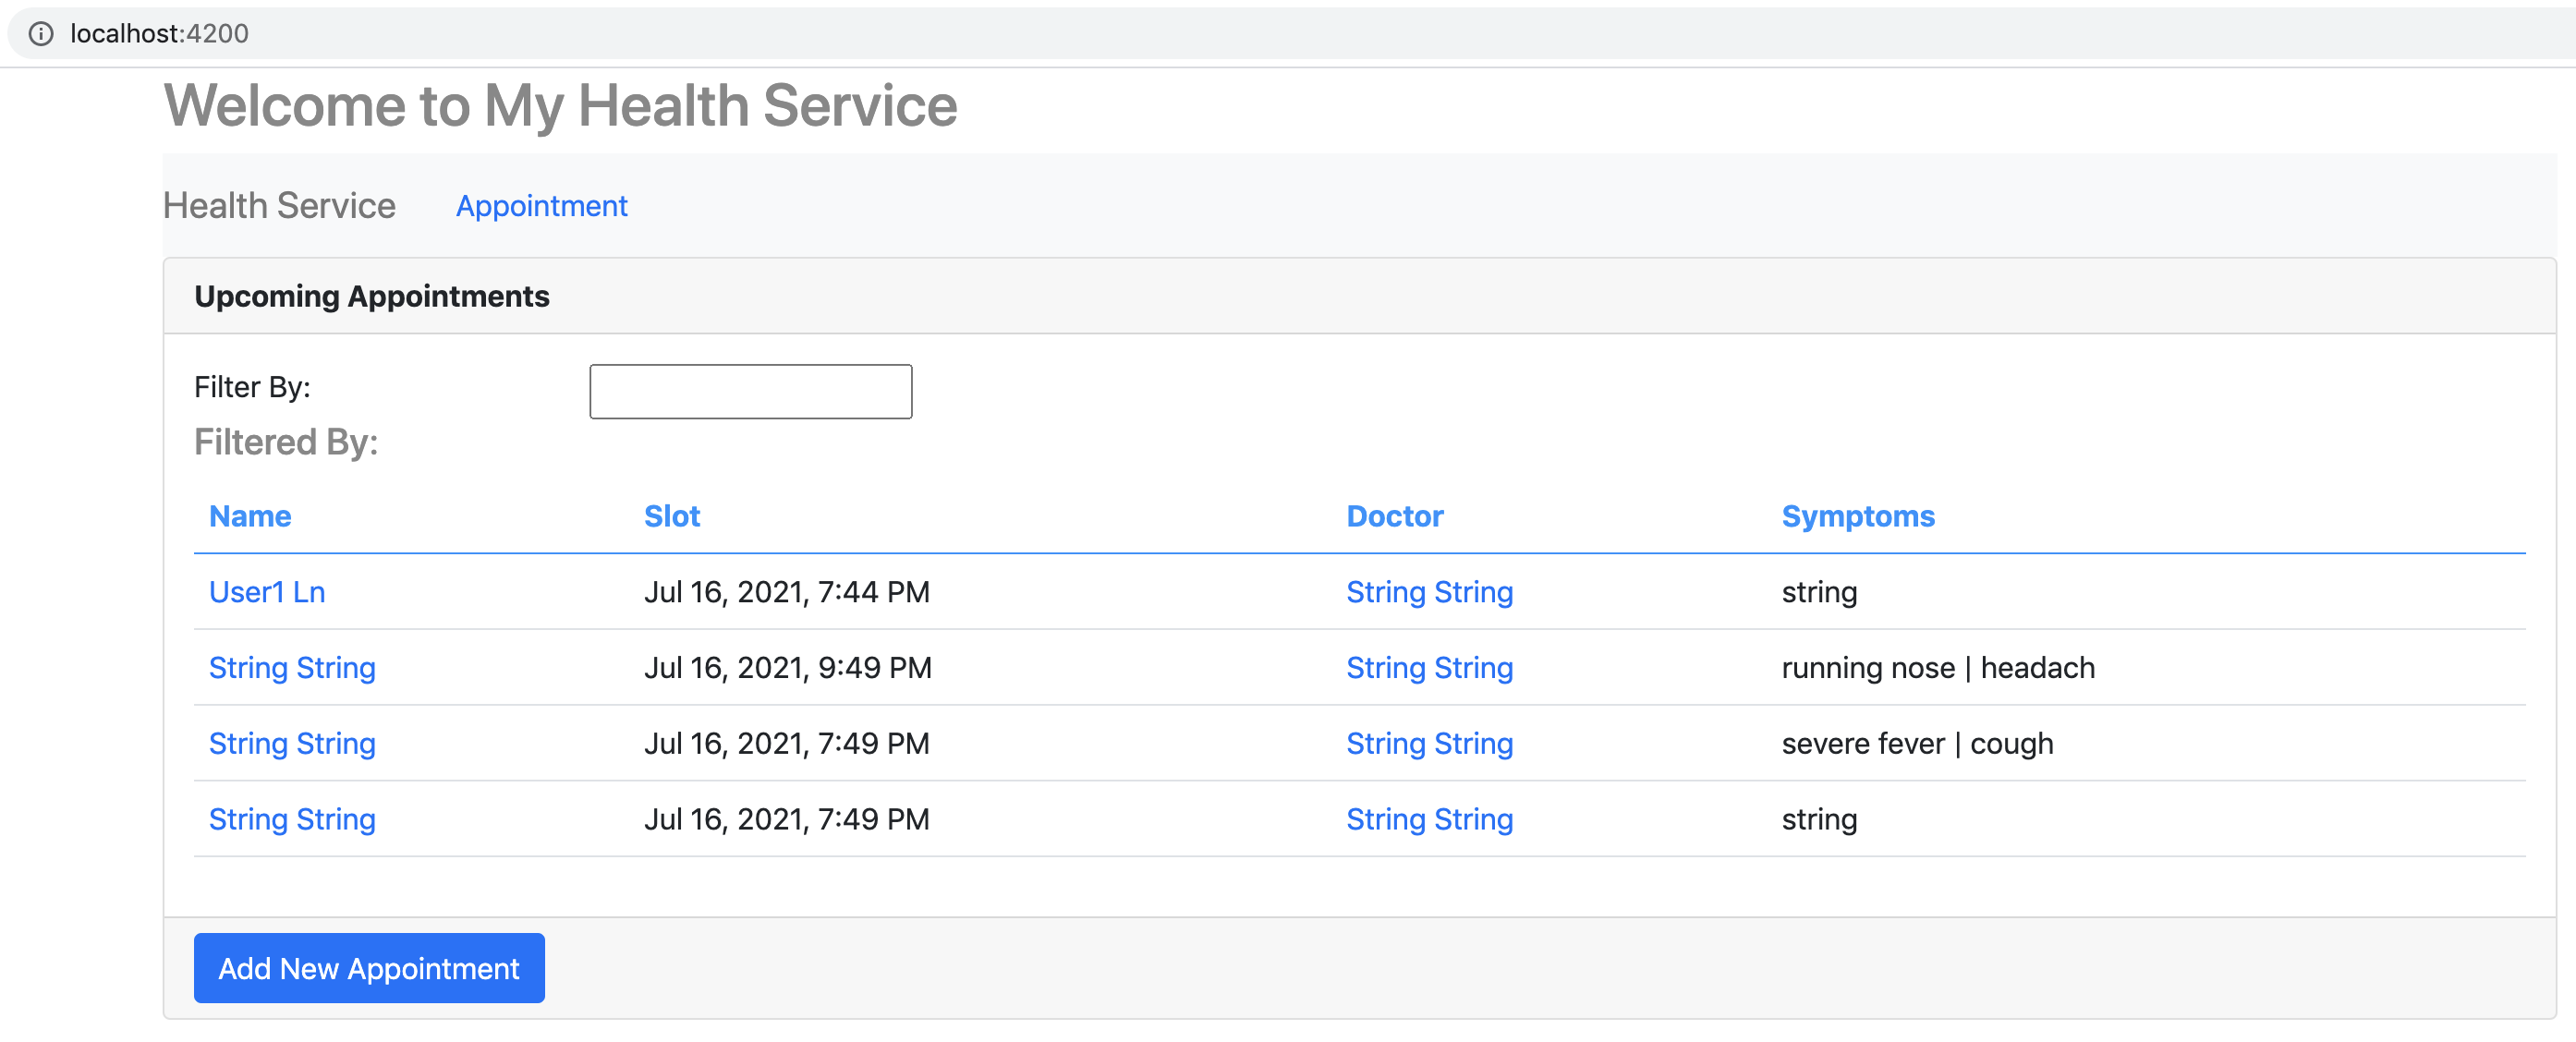 localhost:4200
Welcome to My Health Service
Health Service Appointment
Upcoming Appointments
Filter By:
Filtered By:
Name Slot Doctor Symptoms
User1 Ln Jul 16, 2021, 7:44 PM String String string
String String Jul 16, 2021, 9:49 PM String String running nose | headach
String String Jul 16, 2021, 7:49 PM String String severe fever | cough
String String Jul 16, 2021, 7:49 PM String String string
Add New Appointment